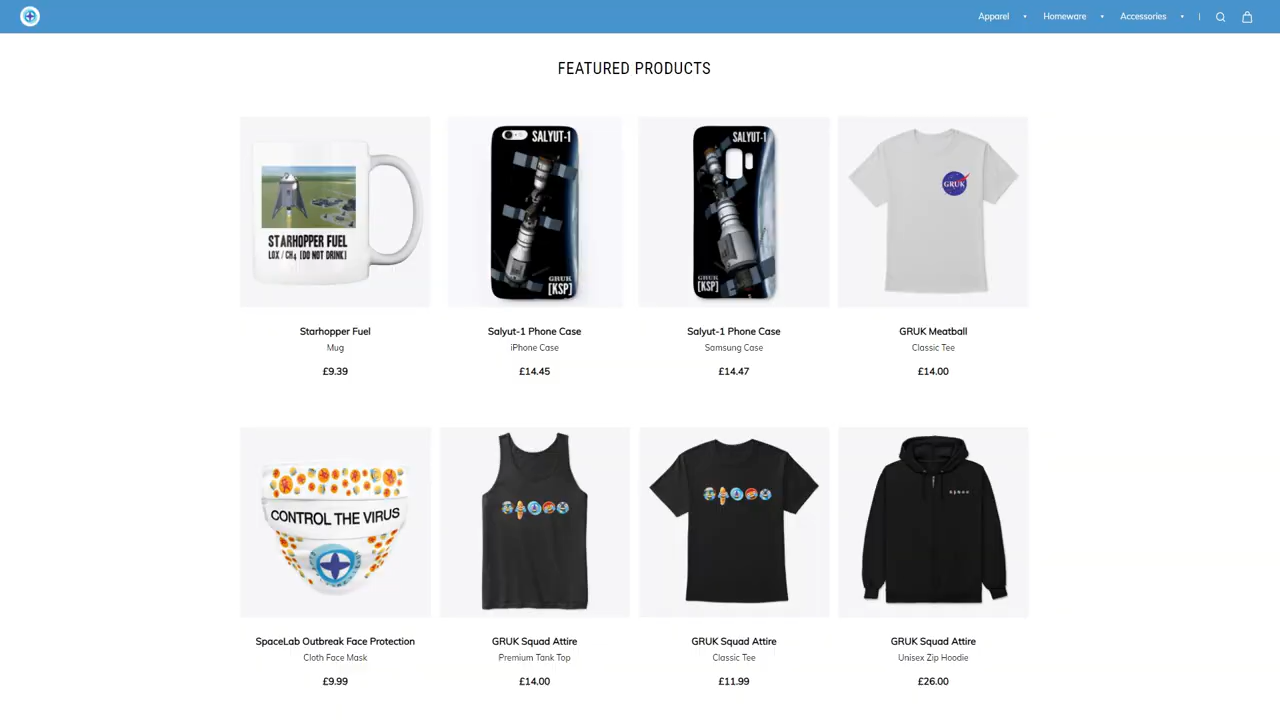 Apparel Homeware Accessories
FEATURED PRODUCTS
STARHOPPER FUEL
LOX / CH4 [DO NOT DRINK]
SALYUT-1
GRUK
[KSP]
SALYUT-1
GRUK
[KSP]
GRUK
Starhopper Fuel
Mug
£9.39
Salyut-1 Phone Case
iPhone Case
£14.45
Salyut-1 Phone Case
Samsung Case
£14.47
GRUK Meatball
Classic Tee
£14.00
CONTROL THE VIRUS
SpaceLab Outbreak Face Protection
Cloth Face Mask
£9.99
GRUK Squad Attire
Premium Tank Top
£14.00
GRUK Squad Attire
Classic Tee
£11.99
GRUK Squad Attire
Unisex Zip Hoodie
£26.00